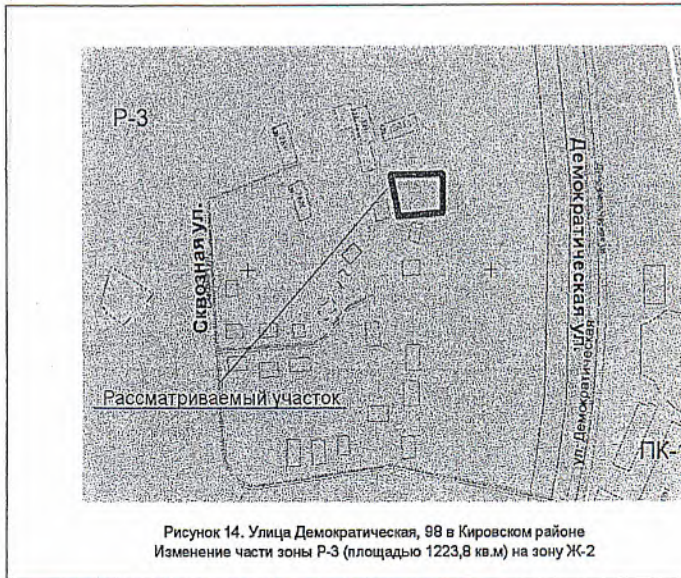 Р-3
Сквозная ул.
Демократическая ул.
ул. Демократическая
Рассматриваемый участок
ПК-1
Рисунок 14. Улица Демократическая, 98 в Кировском районе
Изменение части зоны Р-3 (площадью 1223,8 кв.м) на зону Ж-2